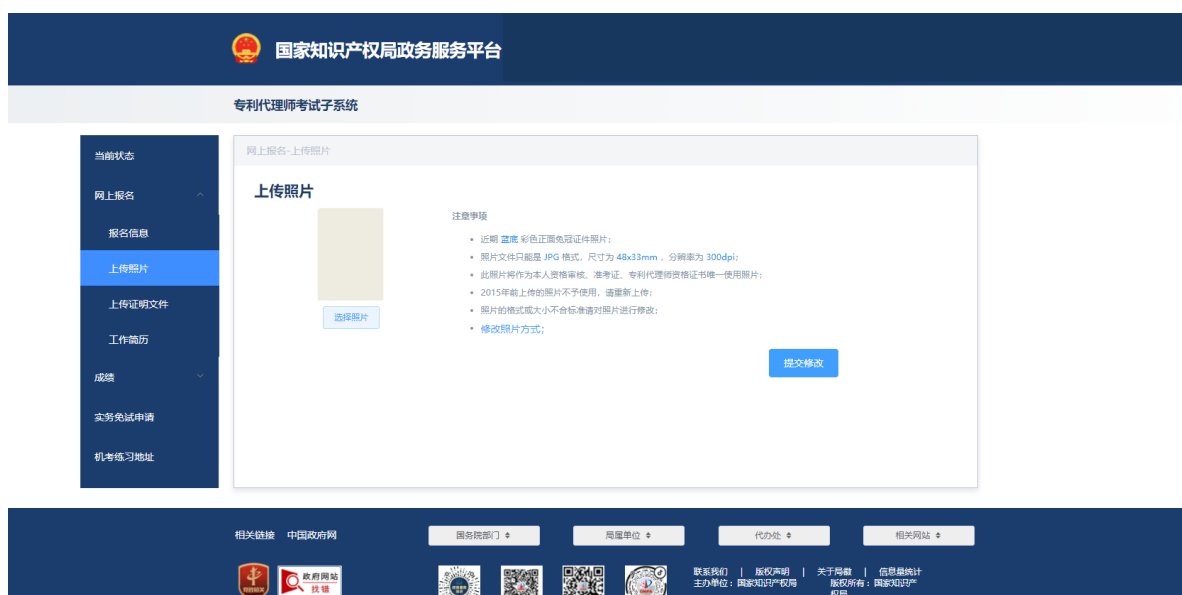 国家知识产权局政务服务平台
专利代理师考试子系统
当前状态
网上报名
报名信息
上传照片
上传证明文件
工作简历
成绩
实务免试申请
机考练习地址
网上报名-上传照片
上传照片
选择照片
注意事项
近期 蓝底 彩色正面免冠证件照片;
照片文件只能是 JPG 格式，尺寸为 48x33mm ，分辨率为 300dpi;
此照片将作为本人资格审核、准考证、专利代理师资格证书唯一使用照片;
2015年前上传的照片不予使用，请重新上传;
照片的格式或大小不合标准请对照片进行修改;
修改照片方式;
提交修改
相关链接 中国政府网
国务院部门
局属单位
代办处
相关网站
政府网站
找错
联系我们 | 版权声明 | 关于局徽 | 信息量统计
主办单位：国家知识产权局 版权所有：国家知识产
权局